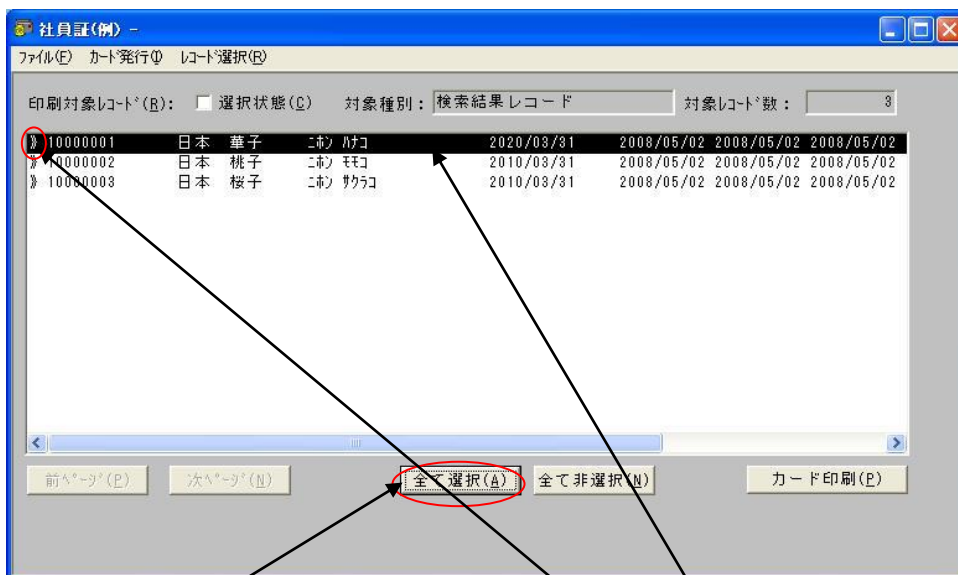 社員証(例) -
ファイル(F) カード発行(I) レコード選択(R)
印刷対象レコード(R): 選択状態(C) 対象種別: 検索結果レコード 対象レコード数: 3
》 10000001 日本 華子 ニホン ハナコ 2020/03/31 2008/05/02 2008/05/02 2008/05/02
》 10000002 日本 桃子 ニホン モモコ 2010/03/31 2008/05/02 2008/05/02 2008/05/02
》 10000003 日本 桜子 ニホン サクラコ 2010/03/31 2008/05/02 2008/05/02 2008/05/02
前ページ(P) 次ページ(N) 全て選択(A) 全て非選択(N) カード印刷(P)